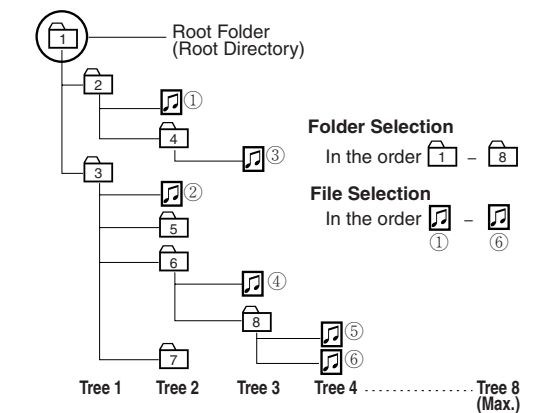 1
Root Folder
(Root Directory)
2
①
4
③
Folder Selection
In the order 1 – 8
3
②
File Selection
In the order –
① ⑥
5
6
④
8
⑤
⑥
7
Tree 1 Tree 2 Tree 3 Tree 4 ............. Tree 8
(Max.)